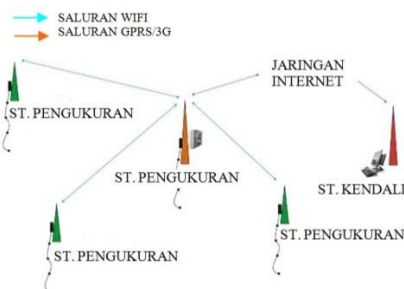 SALURAN WIFI
SALURAN GPRS/3G
JARINGAN
INTERNET
ST. PENGUKURAN
ST. PENGUKURAN
ST. KENDALI
ST. PENGUKURAN
ST. PENGUKURAN